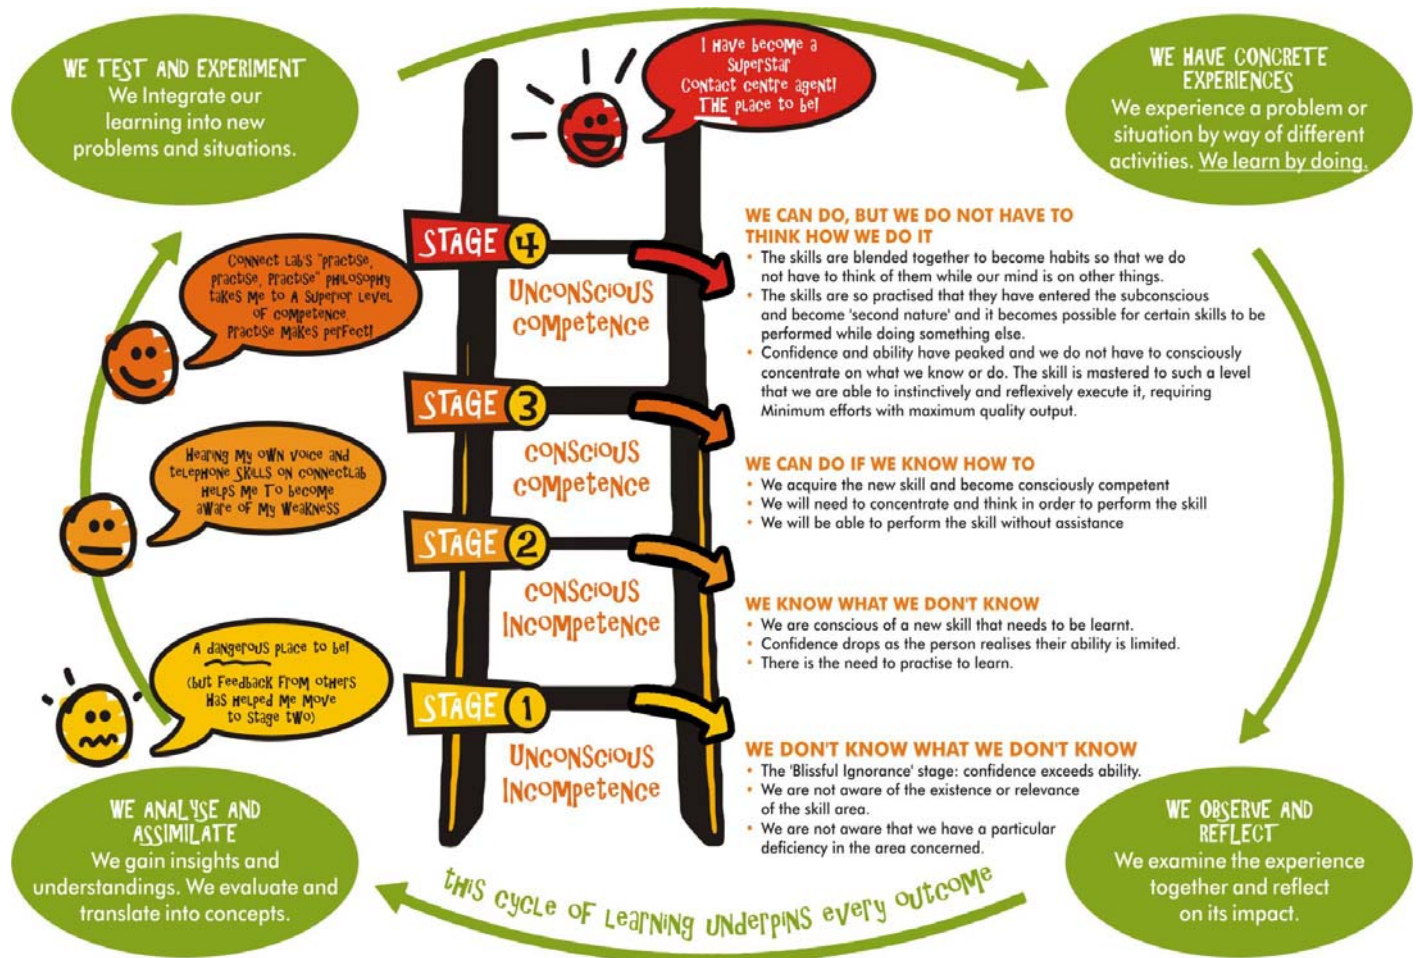 WE TEST AND EXPERIMENT
We Integrate our
learning into new
problems and situations.
I Have become a
Superstar
Contact centre agent!
THE place to be!
WE HAVE CONCRETE
EXPERIENCES
We experience a problem or
situation by way of different
activities. We learn by doing.
Connect Lab's "practise,
practise, practise" philosophy
takes me to a superior level
of competence.
Practise makes perfect!
STAGE 4
Unconscious
competence
WE CAN DO, BUT WE DO NOT HAVE TO
THINK HOW WE DO IT
• The skills are blended together to become habits so that we do
not have to think of them while our mind is on other things.
• The skills are so practised that they have entered the subconscious
and become 'second nature' and it becomes possible for certain skills to be
performed while doing something else.
• Confidence and ability have peaked and we do not have to consciously
concentrate on what we know or do. The skill is mastered to such a level
that we are able to instinctively and reflexively execute it, requiring
Minimum efforts with maximum quality output.
Hearing my own voice and
telephone skills on connectlab
helps me to become
aware of my weakness
STAGE 3
conscious
competence
WE CAN DO IF WE KNOW HOW TO
• We acquire the new skill and become consciously competent
• We will need to concentrate and think in order to perform the skill
• We will be able to perform the skill without assistance
STAGE 2
conscious
Incompetence
WE KNOW WHAT WE DON'T KNOW
• We are conscious of a new skill that needs to be learnt.
• Confidence drops as the person realises their ability is limited.
• There is the need to practise to learn.
A dangerous place to be!
(but feedback from others
has helped me move
to stage two)
STAGE 1
Unconscious
Incompetence
WE DON'T KNOW WHAT WE DON'T KNOW
• The 'Blissful Ignorance' stage: confidence exceeds ability.
• We are not aware of the existence or relevance
of the skill area.
• We are not aware that we have a particular
deficiency in the area concerned.
WE ANALYSE AND
ASSIMILATE
We gain insights and
understandings. We evaluate and
translate into concepts.
this cycle of learning underpins every outcome
WE OBSERVE AND
REFLECT
We examine the experience
together and reflect
on its impact.